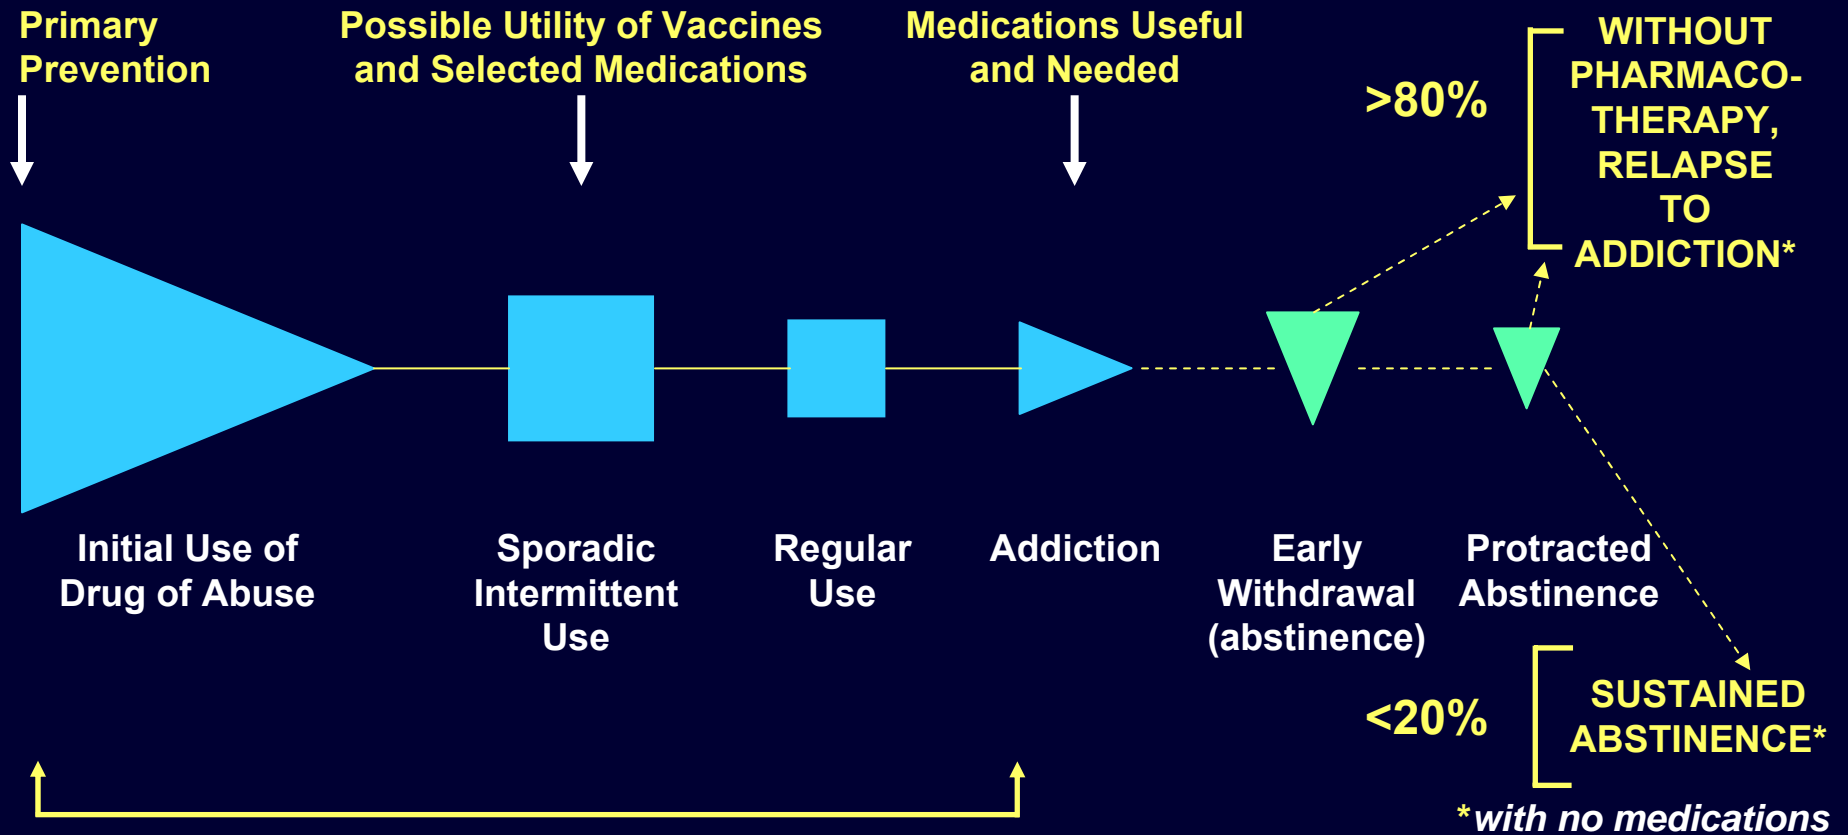 Primary
Prevention
Possible Utility of Vaccines
and Selected Medications
Medications Useful
and Needed
>80%
WITHOUT
PHARMACO-
THERAPY,
RELAPSE
TO
ADDICTION*
Initial Use of
Drug of Abuse
Sporadic
Intermittent
Use
Regular
Use
Addiction
Early
Withdrawal
(abstinence)
Protracted
Abstinence
<20%
SUSTAINED
ABSTINENCE*
*with no medications